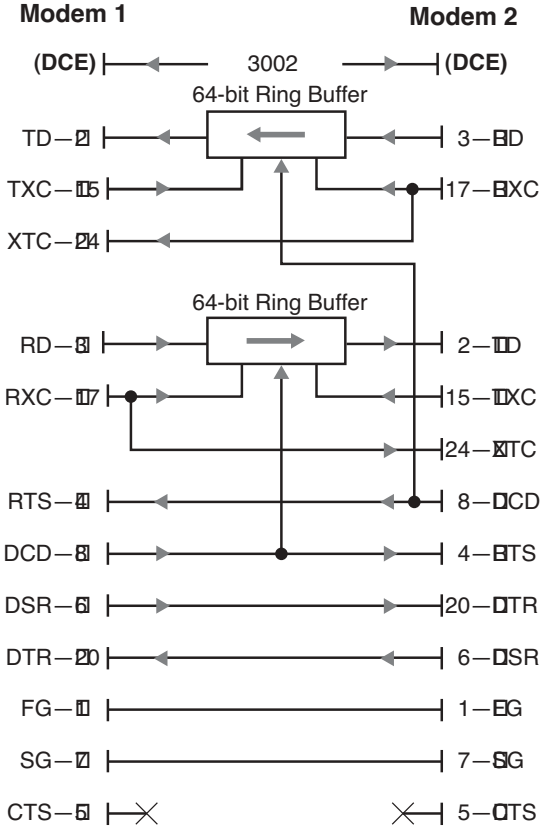 Modem 1
Modem 2
(DCE) 3002 (DCE)
64-bit Ring Buffer
TD—2 3—RD
TXC—15 17—RXC
XTC—24
64-bit Ring Buffer
RD—3 2—TD
RXC—17 15—TXC
24—XTC
RTS—4 8—DCD
DCD—8 4—RTS
DSR—6 20—DTR
DTR—20 6—DSR
FG—1 1—FG
SG—7 7—SG
CTS—5 5—CTS